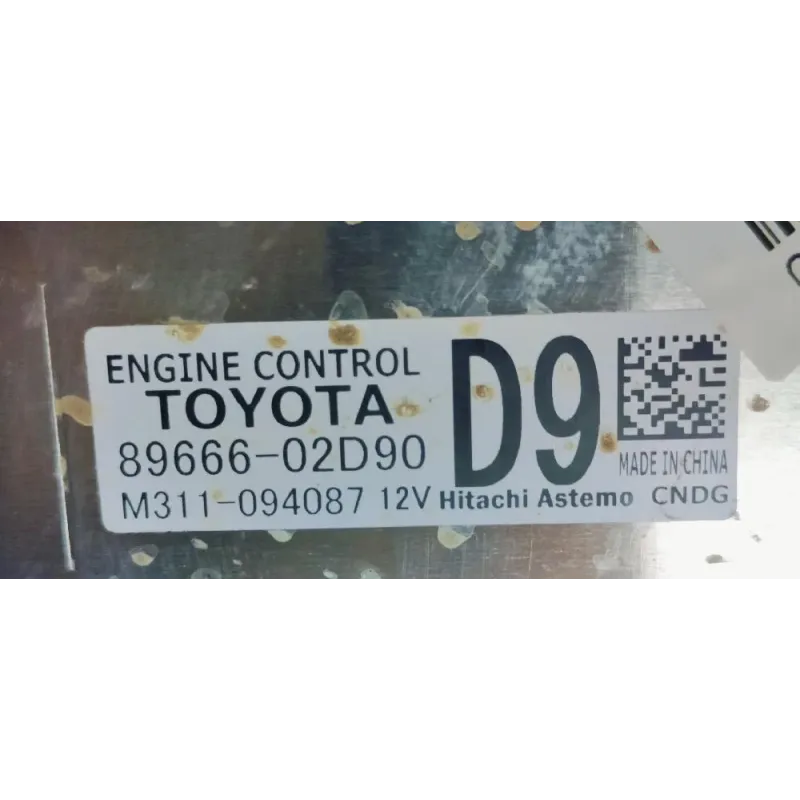 ENGINE CONTROL
TOYOTA
89666-02D90
M311-094087 12V
D9
Hitachi Astemo
MADE IN CHINA
CNDG